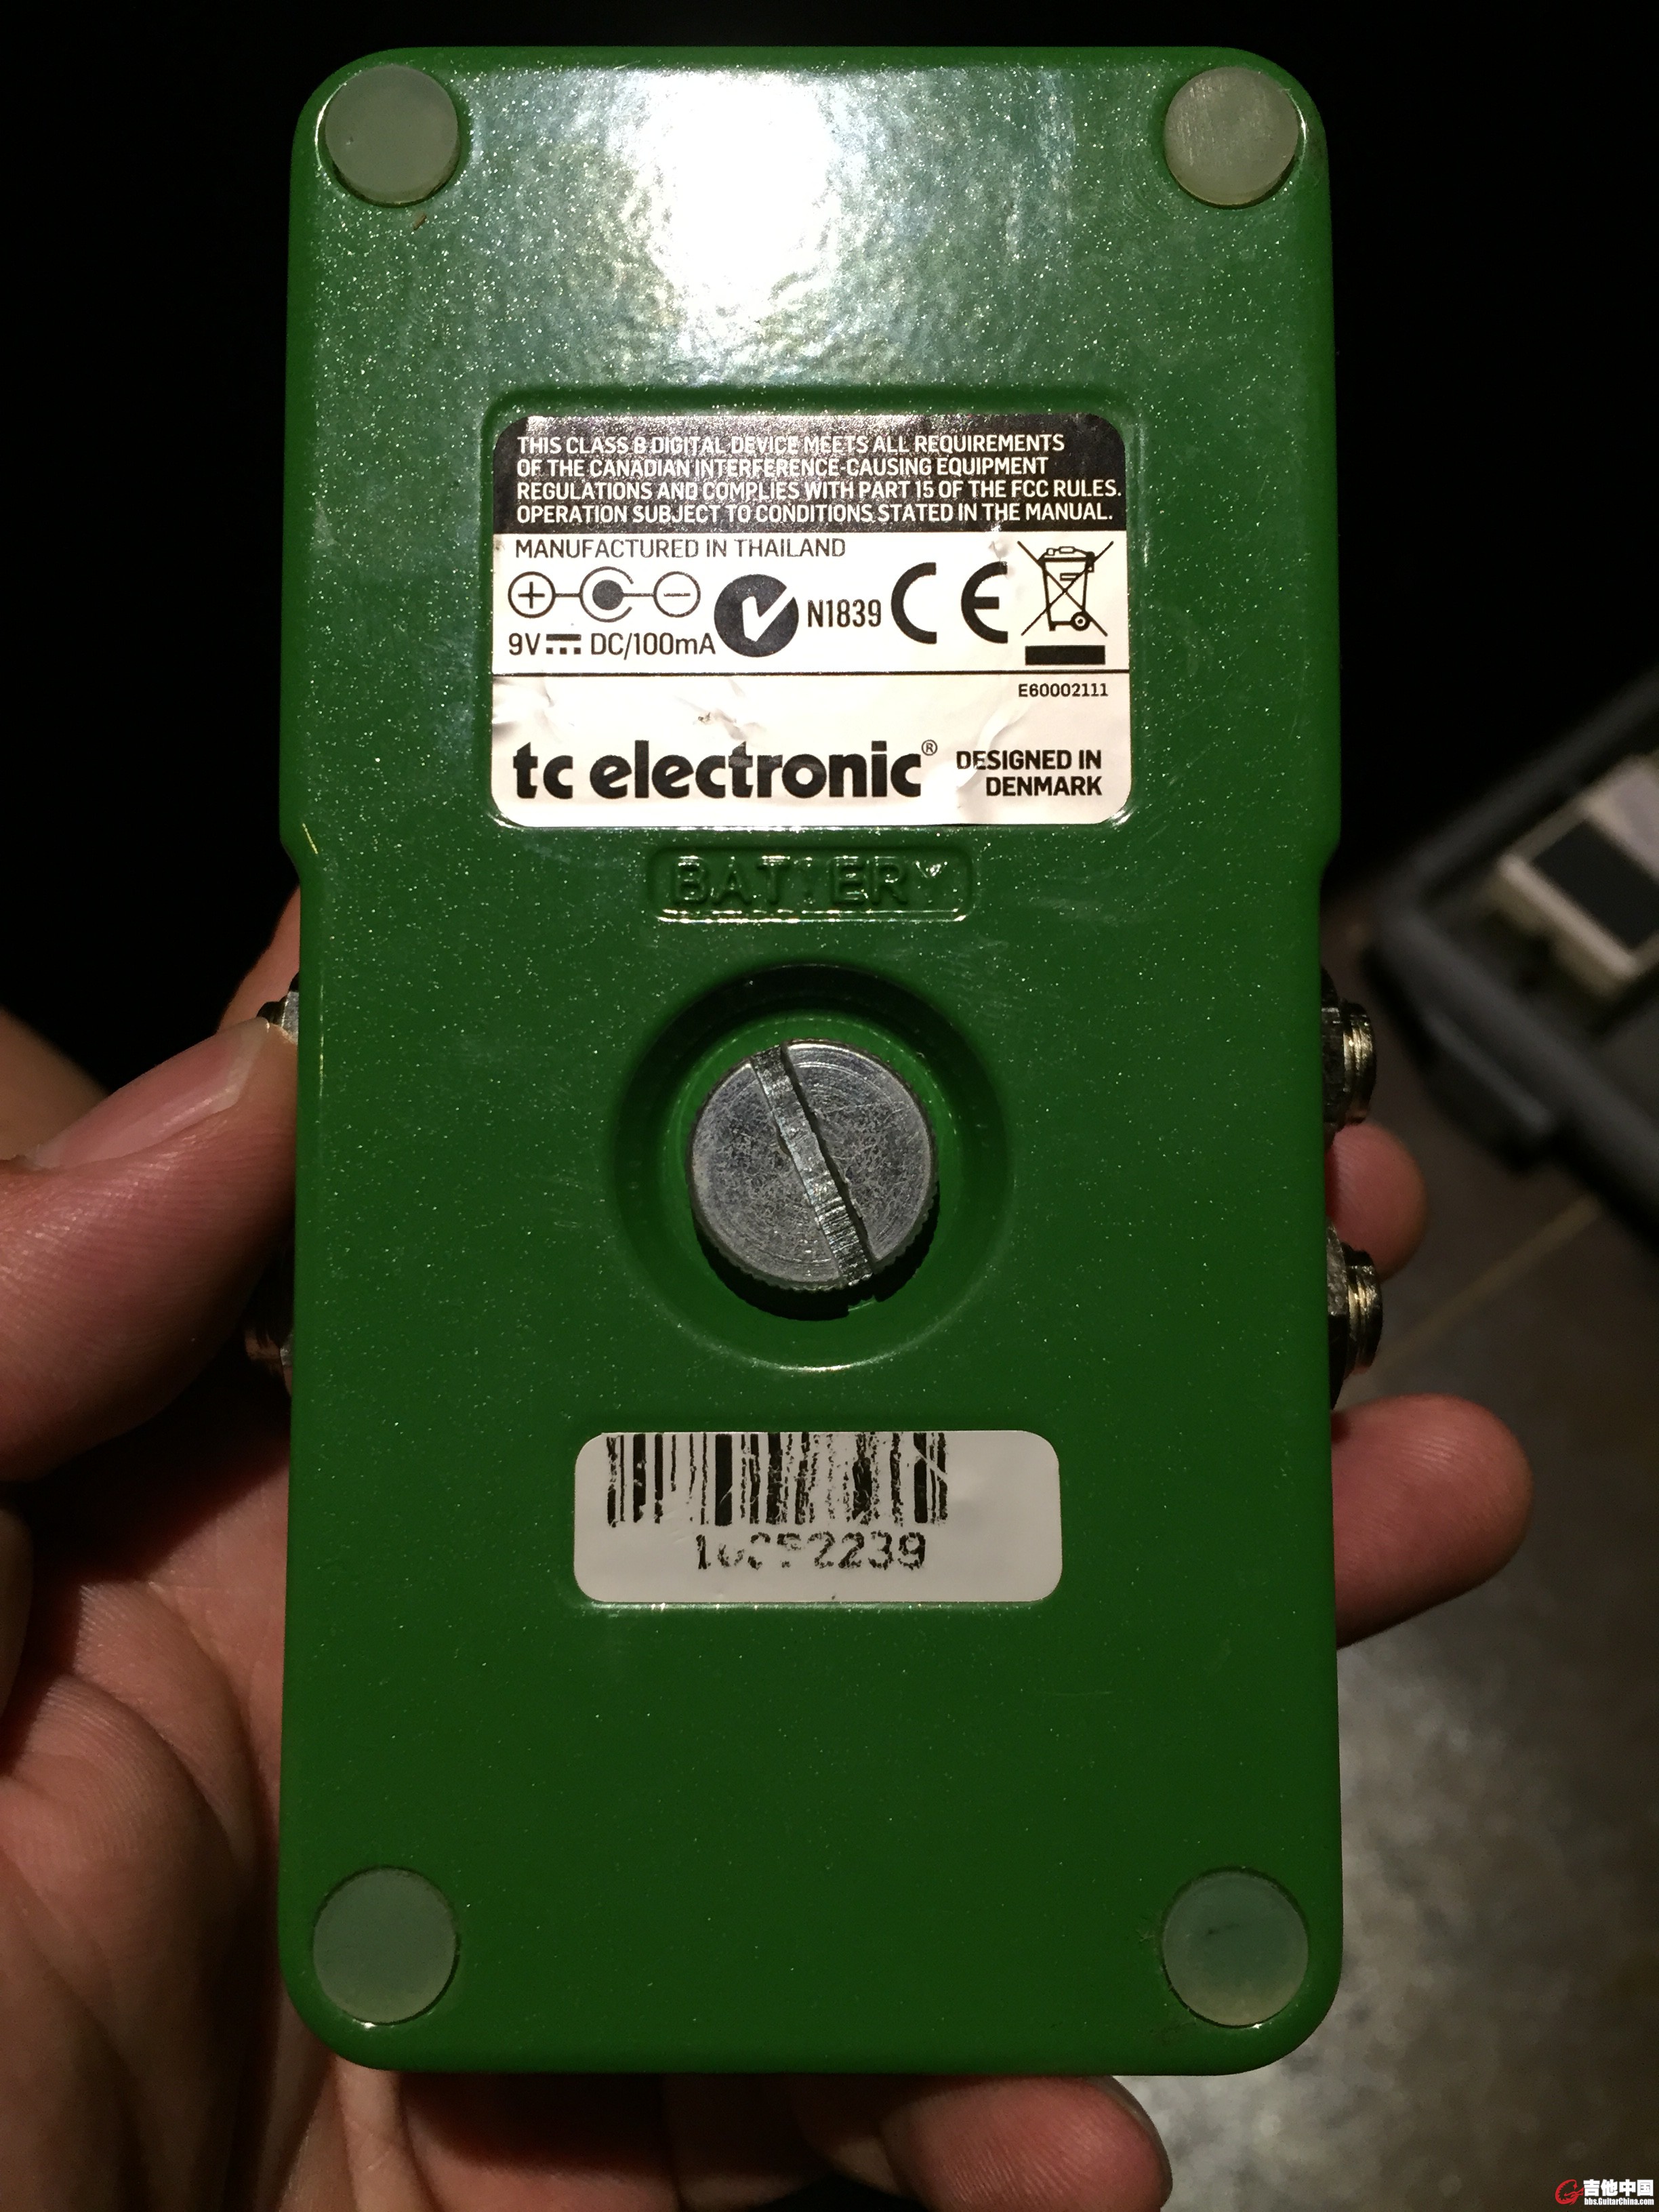 THIS CLASS B DIGITAL DEVICE MEETS ALL REQUIREMENTS
OF THE CANADIAN INTERFERENCE-CAUSING EQUIPMENT
REGULATIONS AND COMPLIES WITH PART 15 OF THE FCC RULES.
OPERATION SUBJECT TO CONDITIONS STATED IN THE MANUAL.
MANUFACTURED IN THAILAND
N1839 CE
9V DC/100mA
E60002111
tc electronic® DESIGNED IN
DENMARK
BATTERY
吉他中国
bbs.GuitarChina.com